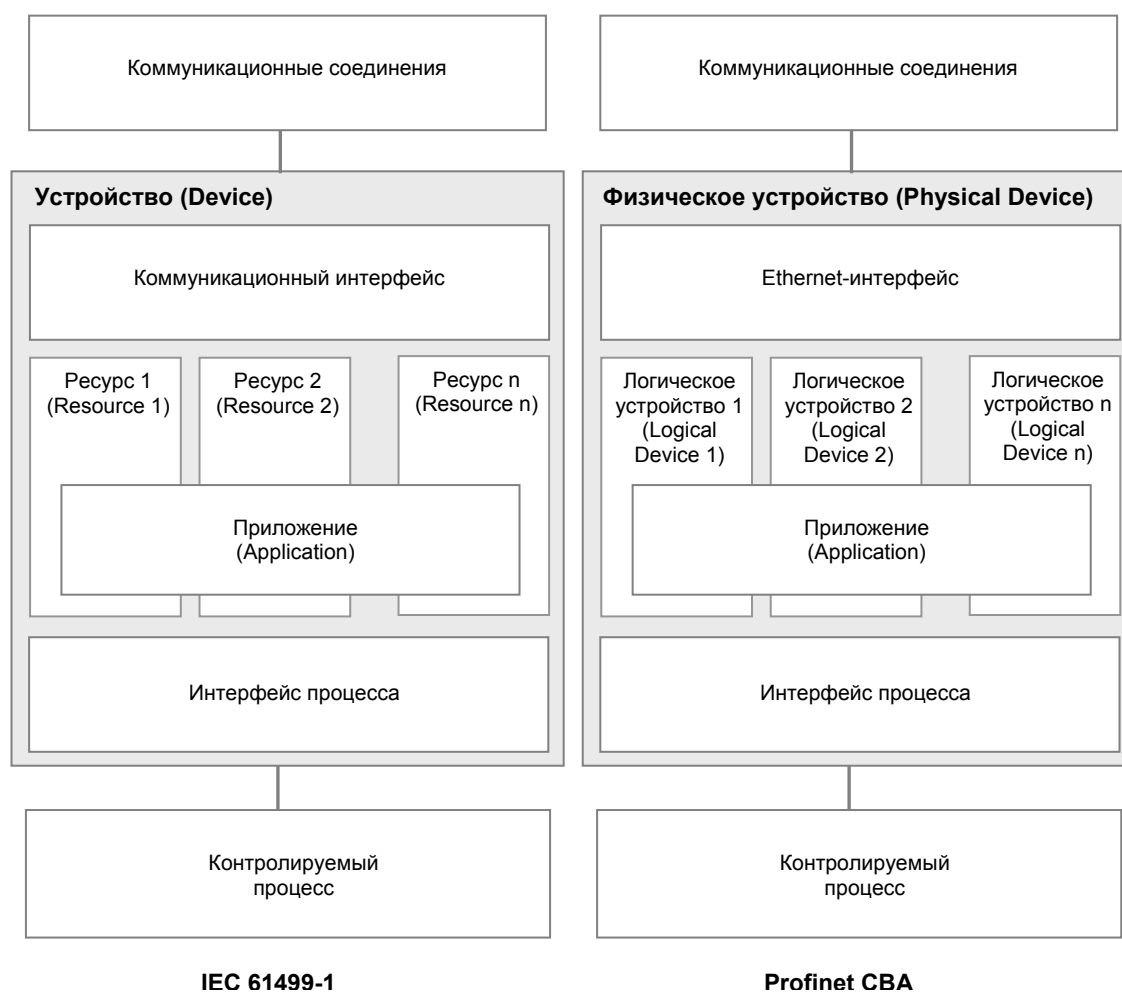 Коммуникационные соединения
Устройство (Device)
Коммуникационный интерфейс
Ресурс 1
(Resource 1)
Ресурс 2
(Resource 2)
Ресурс n
(Resource n)
Приложение
(Application)
Интерфейс процесса
Контролируемый
процесс
IEC 61499-1
Коммуникационные соединения
Физическое устройство (Physical Device)
Ethernet-интерфейс
Логическое
устройство 1
(Logical
Device 1)
Логическое
устройство 2
(Logical
Device 2)
Логическое
устройство n
(Logical
Device n)
Приложение
(Application)
Интерфейс процесса
Контролируемый
процесс
Profinet CBA